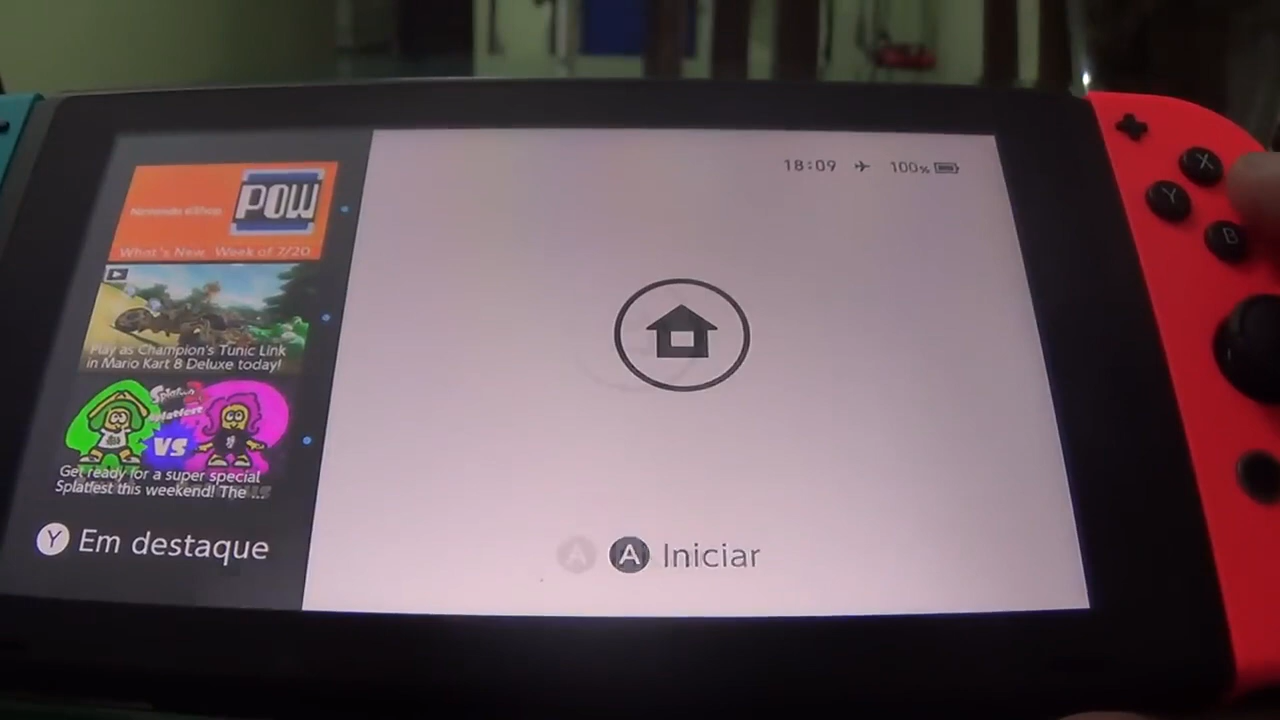 18:09 100%
POW
Nintendo eShop
What's New Week of 7/20
Play as Champion's Tunic Link
in Mario Kart 8 Deluxe today!
Splatoon 2
Splatfest
VS
Get ready for a super special
Splatfest this weekend! The ...
Y Em destaque
A Iniciar
X
Y
B